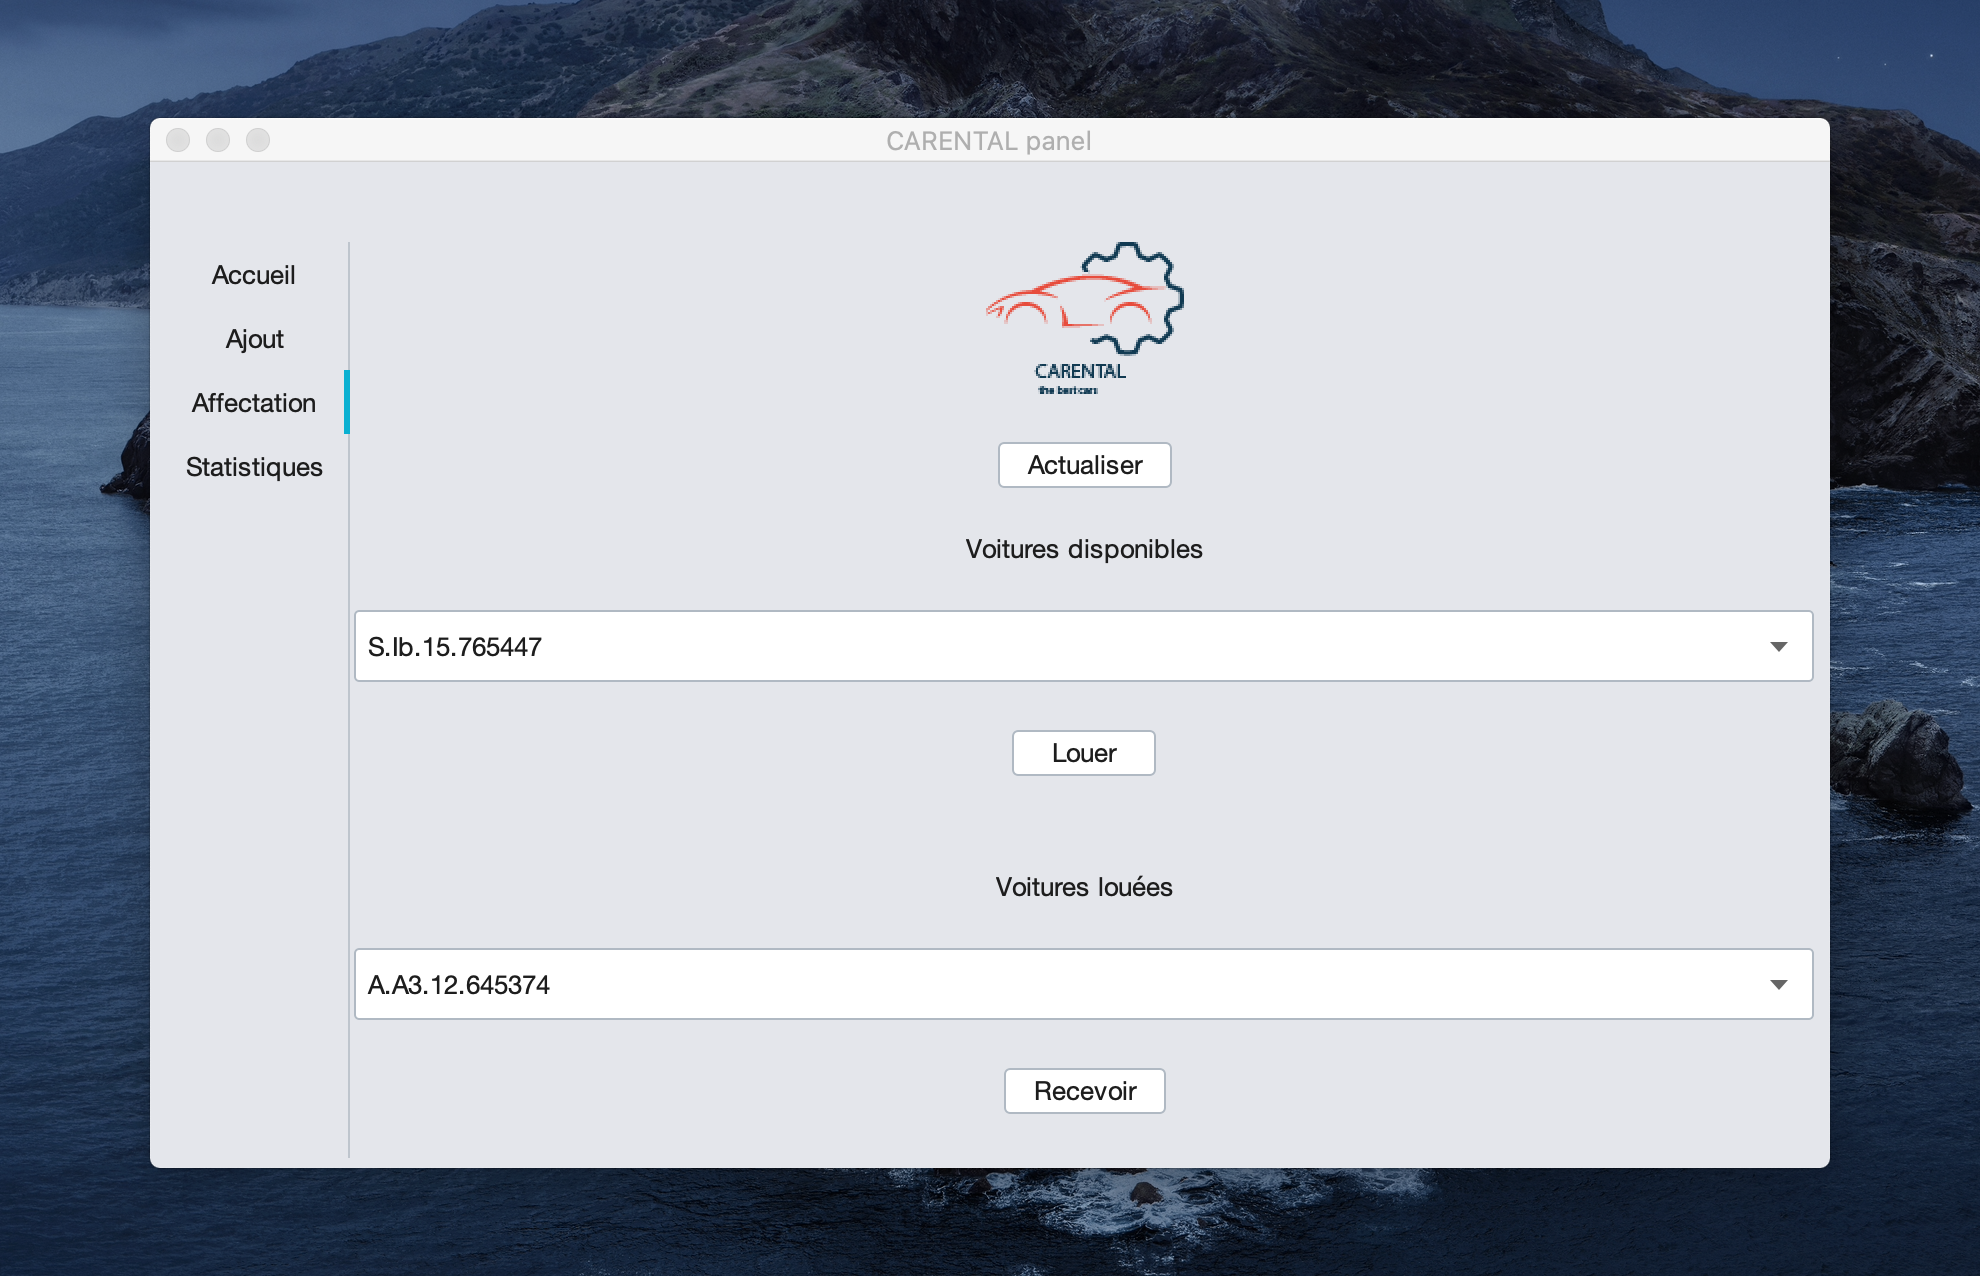 CARENTAL panel
Accueil
Ajout
Affectation
Statistiques
CARENTAL
the best cars
Actualiser
Voitures disponibles
S.Ib.15.765447
Louer
Voitures louées
A.A3.12.645374
Recevoir